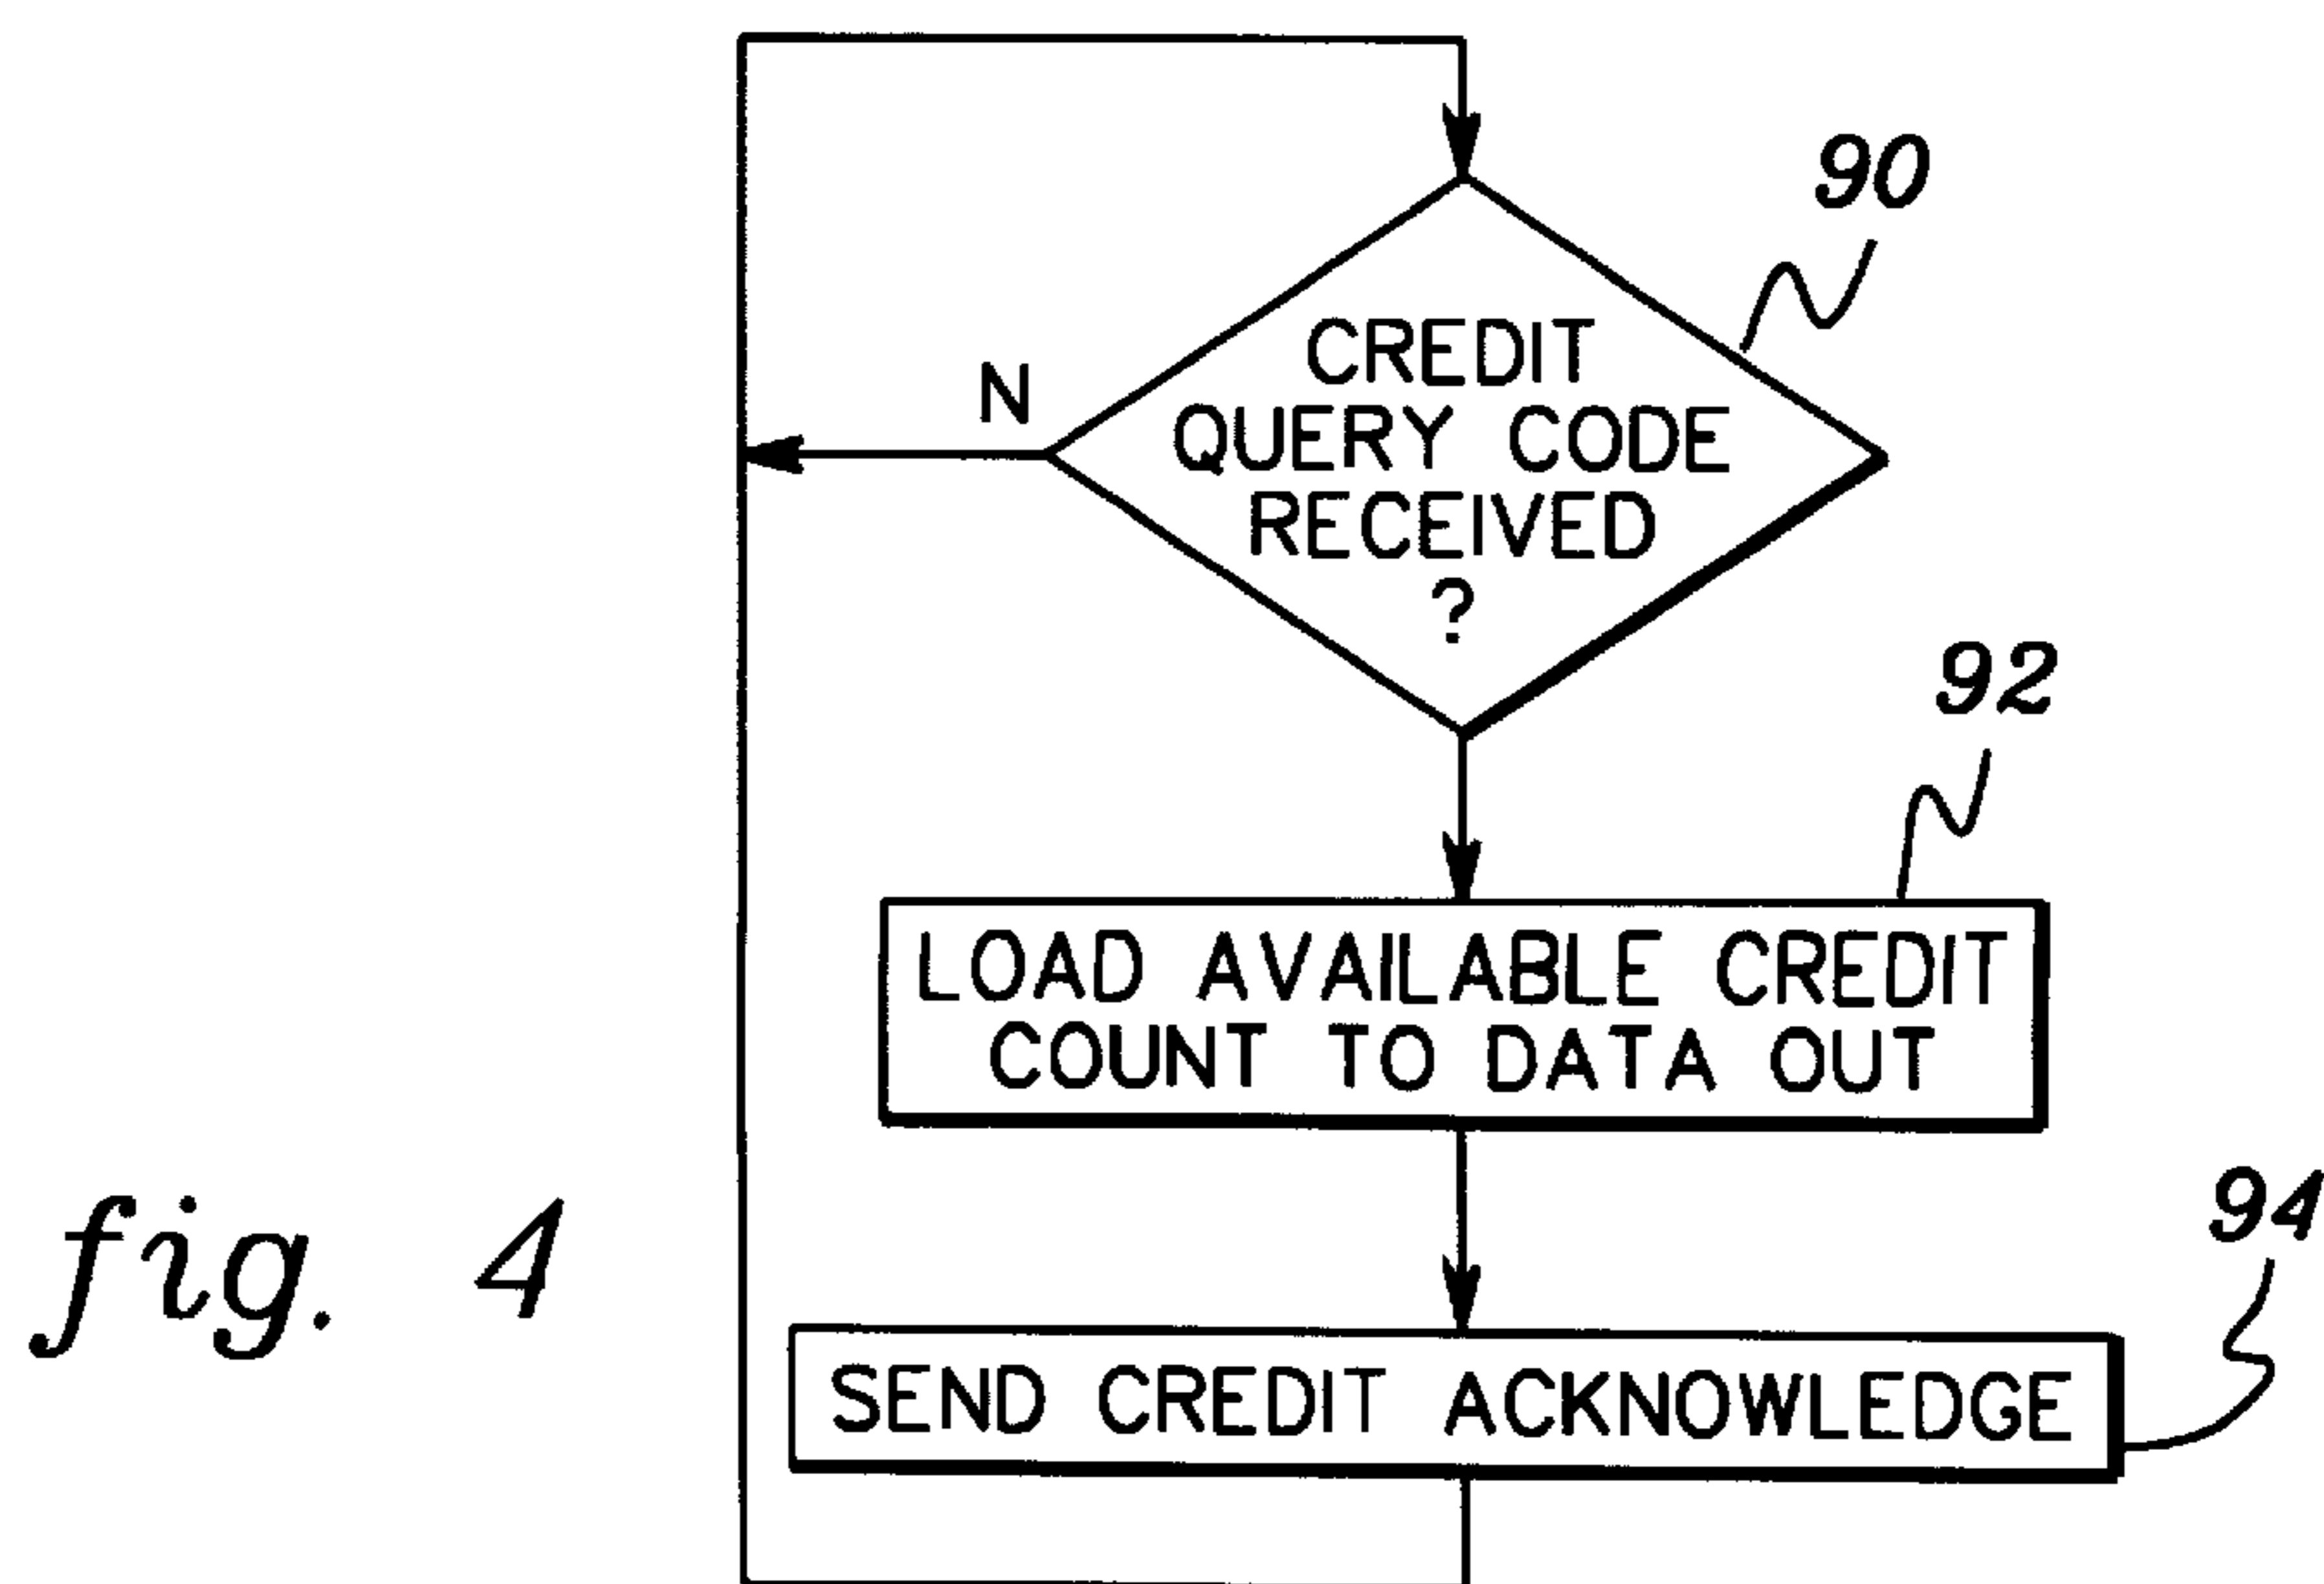 90
CREDIT
QUERY CODE
RECEIVED
?
N
92
LOAD AVAILABLE CREDIT
COUNT TO DATA OUT
94
SEND CREDIT ACKNOWLEDGE
fig. 4